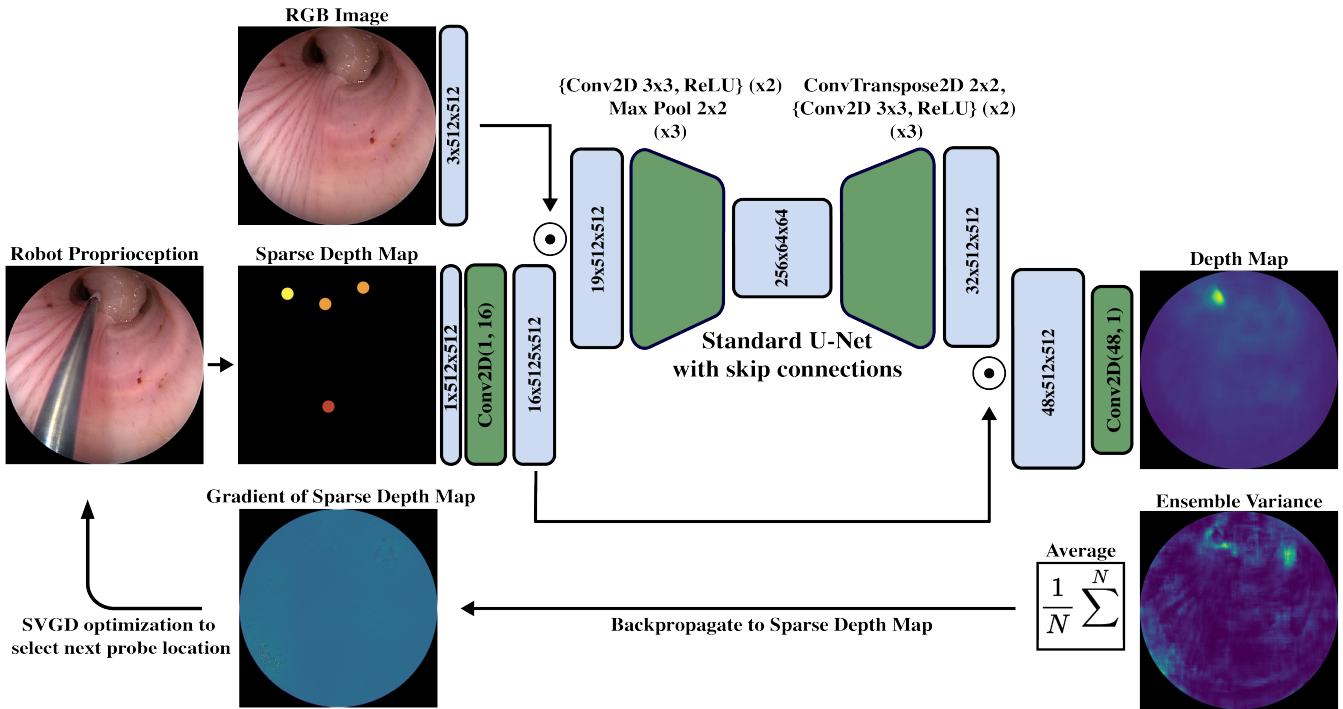 RGB Image
3x512x512
{Conv2D 3x3, ReLU} (x2)
Max Pool 2x2
(x3)
ConvTranspose2D 2x2,
{Conv2D 3x3, ReLU} (x2)
(x3)
19x512x512
256x64x64
32x512x512
Standard U-Net
with skip connections
Robot Proprioception
Sparse Depth Map
1x512x512
Conv2D(1, 16)
16x5125x512
48x512x512
Conv2D(48, 1)
Depth Map
Gradient of Sparse Depth Map
Ensemble Variance
Average
1/N ∑ N
Backpropagate to Sparse Depth Map
SVGD optimization to
select next probe location